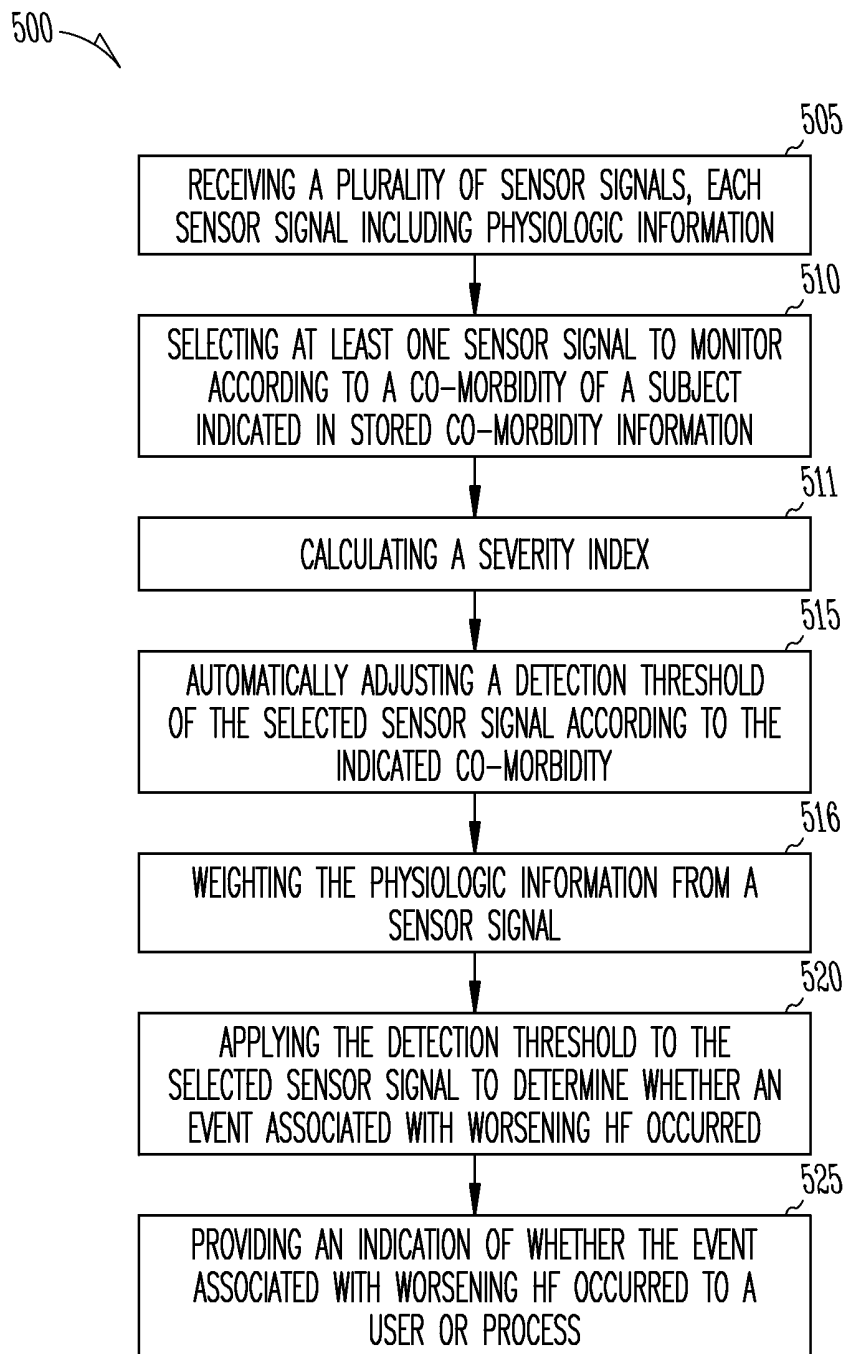 500
505
RECEIVING A PLURALITY OF SENSOR SIGNALS, EACH
SENSOR SIGNAL INCLUDING PHYSIOLOGIC INFORMATION
510
SELECTING AT LEAST ONE SENSOR SIGNAL TO MONITOR
ACCORDING TO A CO-MORBIDITY OF A SUBJECT
INDICATED IN STORED CO-MORBIDITY INFORMATION
511
CALCULATING A SEVERITY INDEX
515
AUTOMATICALLY ADJUSTING A DETECTION THRESHOLD
OF THE SELECTED SENSOR SIGNAL ACCORDING TO THE
INDICATED CO-MORBIDITY
516
WEIGHTING THE PHYSIOLOGIC INFORMATION FROM A
SENSOR SIGNAL
520
APPLYING THE DETECTION THRESHOLD TO THE
SELECTED SENSOR SIGNAL TO DETERMINE WHETHER AN
EVENT ASSOCIATED WITH WORSENING HF OCCURRED
525
PROVIDING AN INDICATION OF WHETHER THE EVENT
ASSOCIATED WITH WORSENING HF OCCURRED TO A
USER OR PROCESS